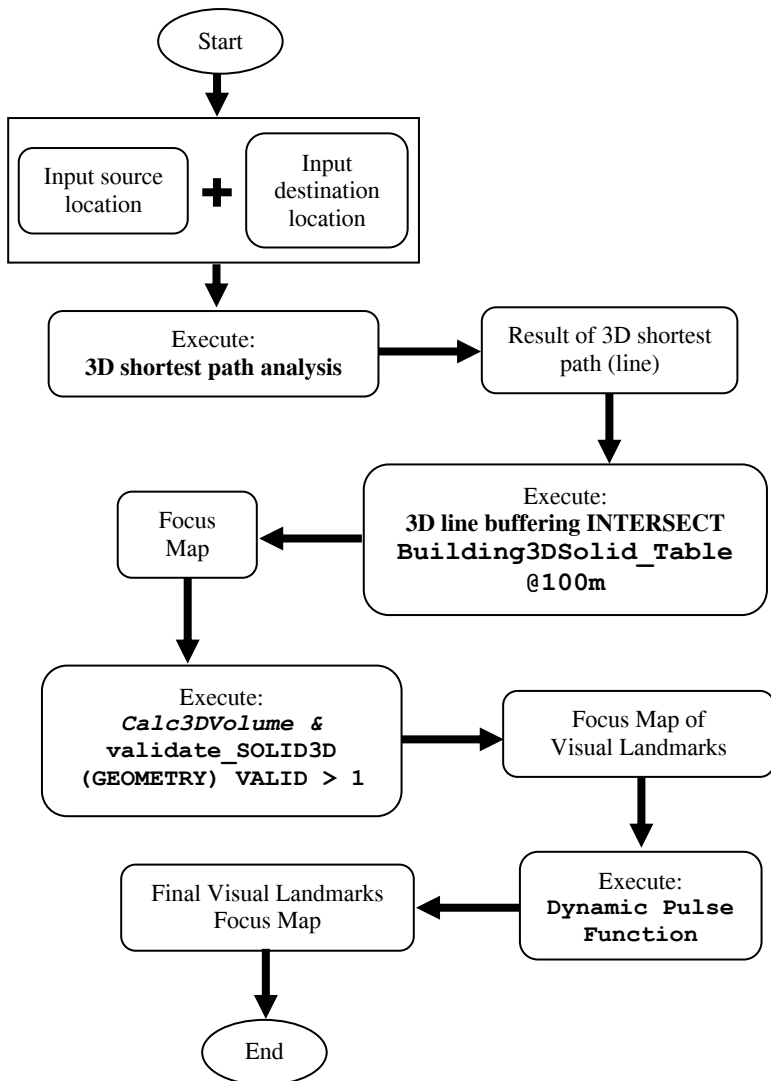 Start
Input source
location
Input
destination
location
Execute:
3D shortest path analysis
Result of 3D shortest
path (line)
Execute:
3D line buffering INTERSECT
Building3DSolid_Table
@100m
Focus
Map
Execute:
Calc3DVolume &
validate_SOLID3D
(GEOMETRY) VALID > 1
Focus Map of
Visual Landmarks
Execute:
Dynamic Pulse
Function
Final Visual Landmarks
Focus Map
End